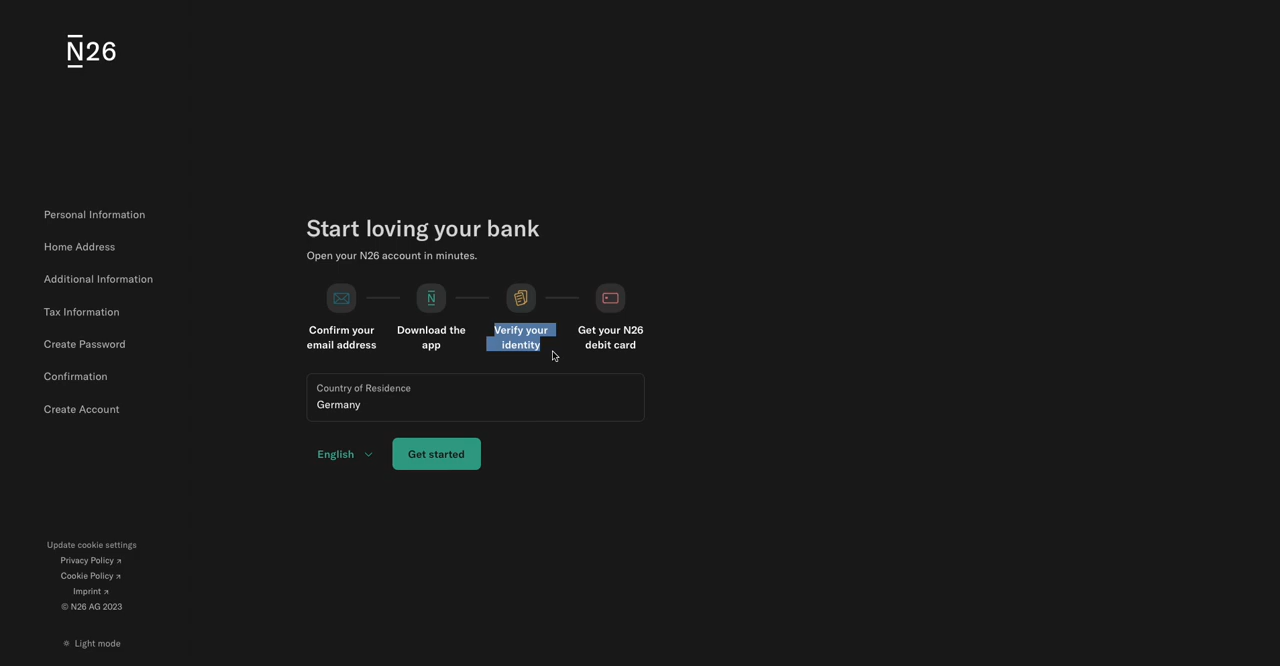 N26
Personal Information
Home Address
Additional Information
Tax Information
Create Password
Confirmation
Create Account
Update cookie settings
Privacy Policy ↗
Cookie Policy ↗
Imprint ↗
© N26 AG 2023
Light mode
Start loving your bank
Open your N26 account in minutes.
N
Confirm your
email address
Download the
app
Verify your
identity
Get your N26
debit card
Country of Residence
Germany
English
Get started